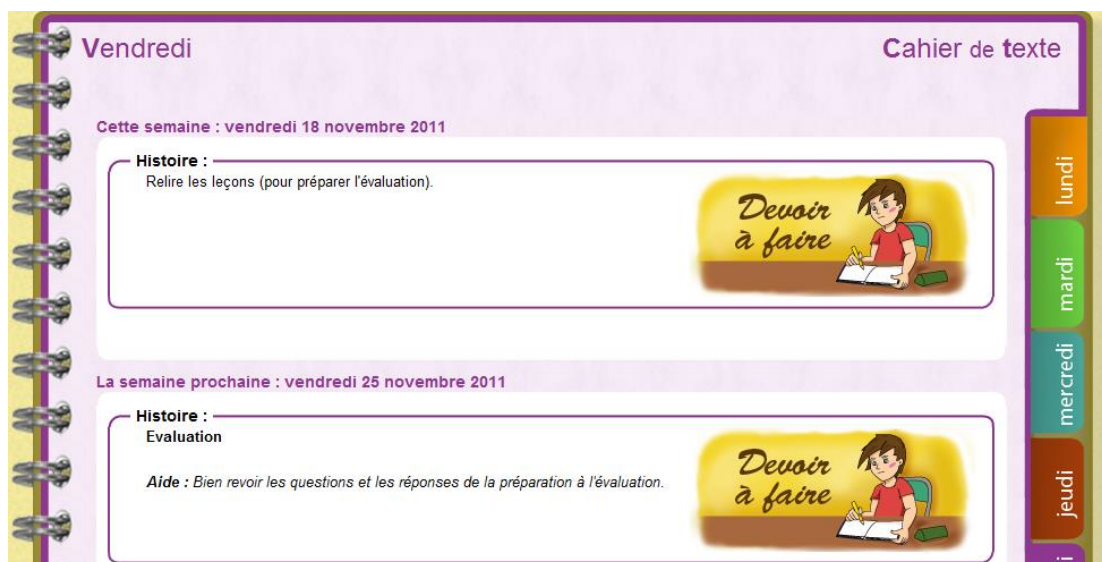 Vendredi
Cahier de texte
Cette semaine : vendredi 18 novembre 2011
Histoire :
Relire les leçons (pour préparer l'évaluation).
Devoir
à faire
La semaine prochaine : vendredi 25 novembre 2011
Histoire :
Evaluation
Aide : Bien revoir les questions et les réponses de la préparation à l'évaluation.
Devoir
à faire
lundi
mardi
mercredi
jeudi